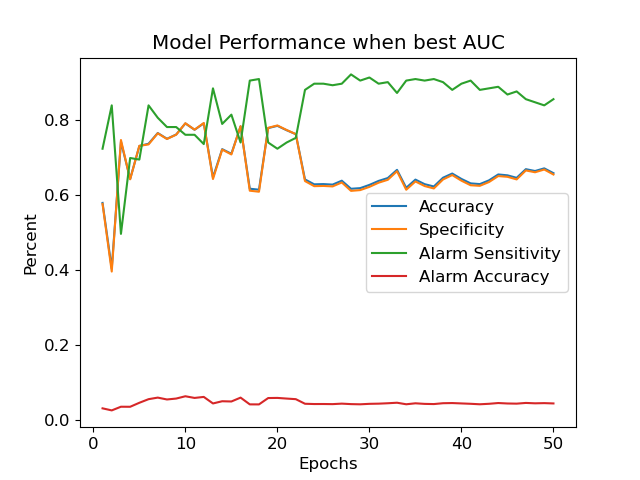 Model Performance when best AUC
Percent
0.8
0.6
0.4
0.2
0.0
Accuracy
Specificity
Alarm Sensitivity
Alarm Accuracy
0 10 20 30 40 50
Epochs